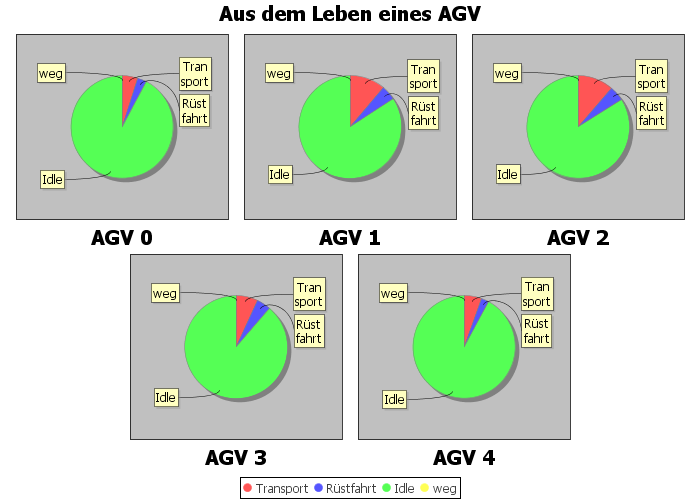 Aus dem Leben eines AGV
weg
Tran
sport
Rüst
fahrt
Idle
AGV 0
weg
Tran
sport
Rüst
fahrt
Idle
AGV 1
weg
Tran
sport
Rüst
fahrt
Idle
AGV 2
weg
Tran
sport
Rüst
fahrt
Idle
AGV 3
weg
Tran
sport
Rüst
fahrt
Idle
AGV 4
Transport Rüstfahrt Idle weg